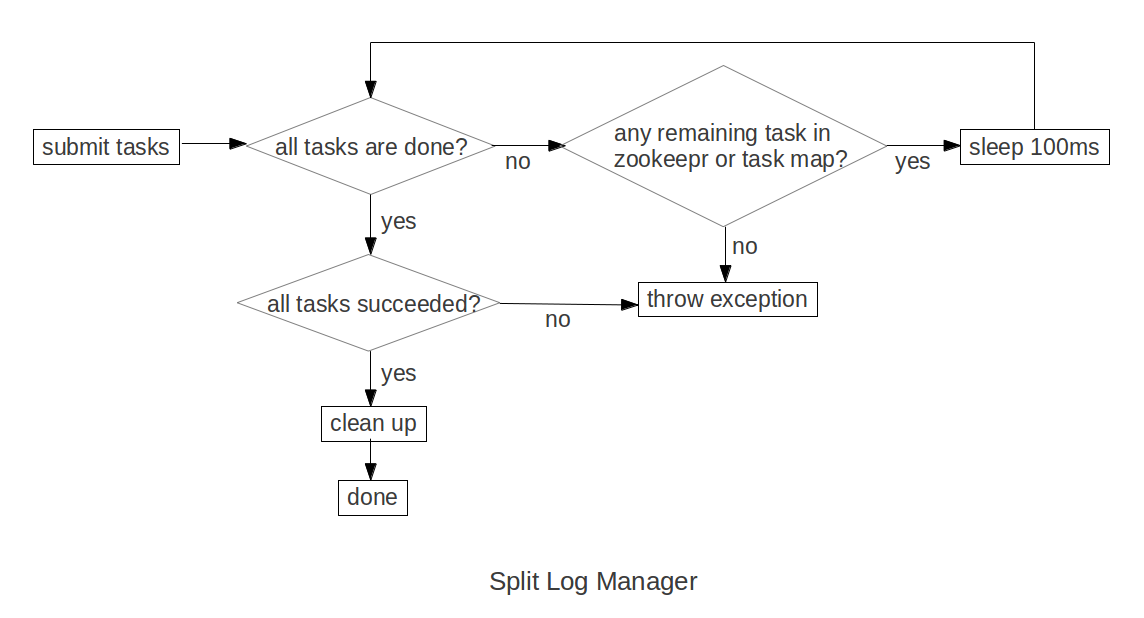 submit tasks
all tasks are done?
no
any remaining task in
zookeepr or task map?
yes
sleep 100ms
yes
no
all tasks succeeded?
no
throw exception
yes
clean up
done
Split Log Manager